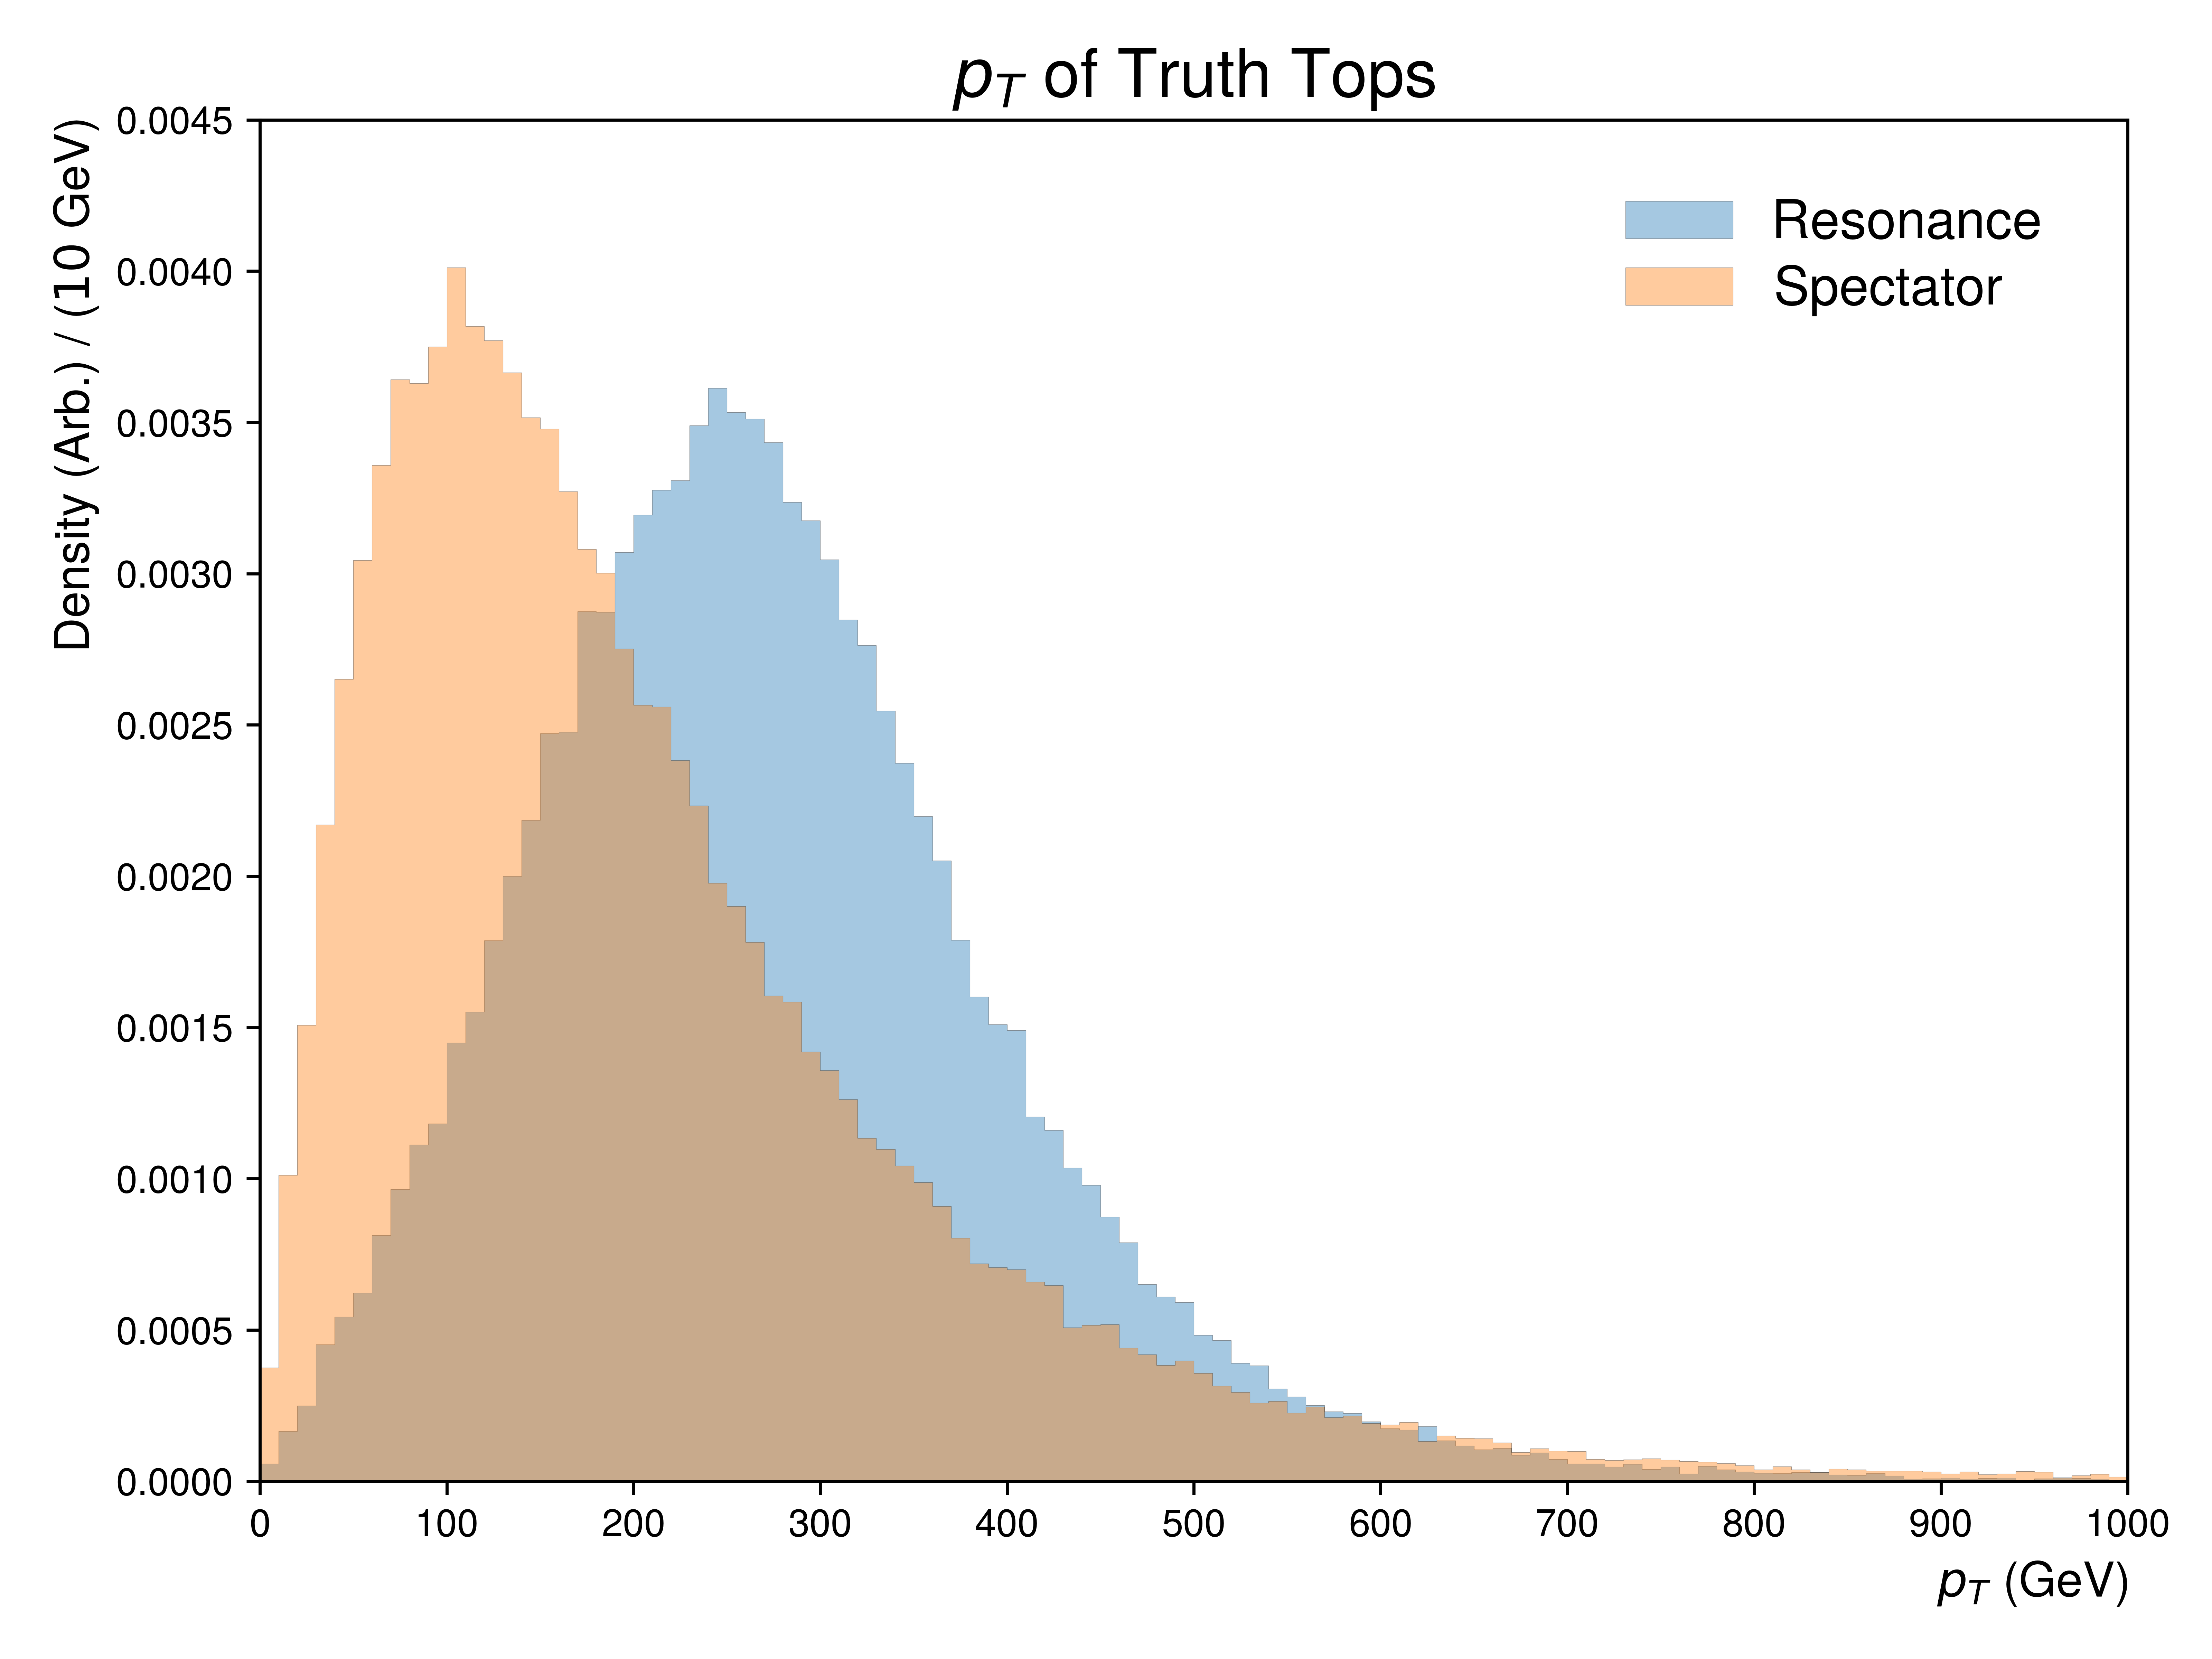 p_T of Truth Tops
Density (Arb.) / (10 GeV)
0.0045
0.0040
0.0035
0.0030
0.0025
0.0020
0.0015
0.0010
0.0005
0.0000
Resonance
Spectator
0 100 200 300 400 500 600 700 800 900 1000
p_T (GeV)